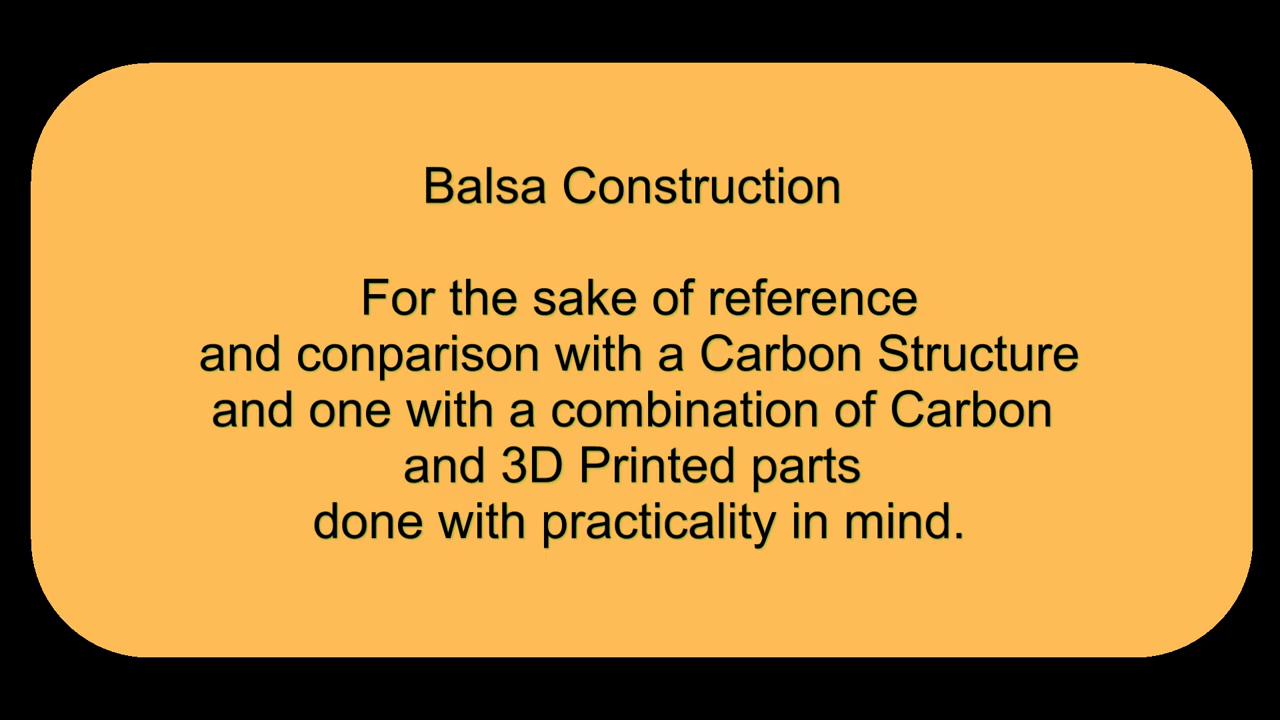 Balsa Construction
For the sake of reference
and conparison with a Carbon Structure
and one with a combination of Carbon
and 3D Printed parts
done with practicality in mind.